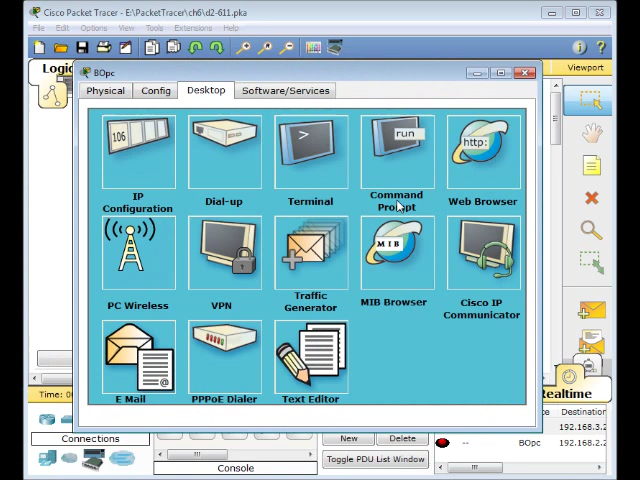 Cisco Packet Tracer - E:\PacketTracer\ch6\d2-611.pka
File Edit Options View Tools Extensions Help
Logic
Viewport
BOpc
Physical Config Desktop Software/Services
106
>
run
http:
IP
Configuration
Dial-up
Terminal
Command
Prompt
Web Browser
MIB
PC Wireless
VPN
Traffic
Generator
MIB Browser
Cisco IP
Communicator
@
E Mail
PPPoE Dialer
Text Editor
Time: 0
Realtime
Destination
192.168.3.2
-- BOpc 192.168.2.2
Connections
New Delete
Toggle PDU List Window
Console